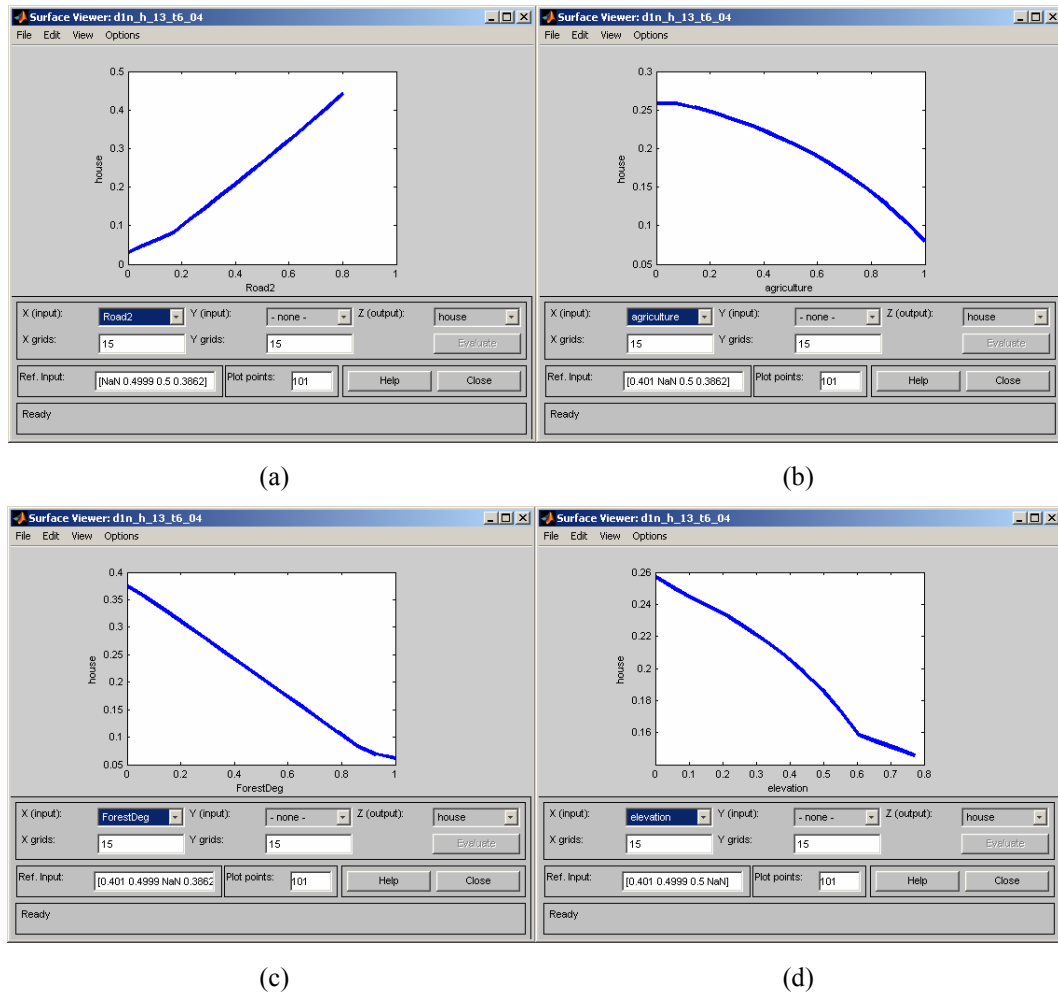 Surface Viewer: d1n_h_13_t6_04
File Edit View Options
0.5
0.4
0.3
0.2
0.1
0
house
0 0.2 0.4 0.6 0.8 1
Road2
X (input): Road2 Y (input): - none - Z (output): house
X grids: 15 Y grids: 15 Evaluate
Ref. Input: [NaN 0.4999 0.5 0.3862] Plot points: 101 Help Close
Ready
(a)
Surface Viewer: d1n_h_13_t6_04
File Edit View Options
0.3
0.25
0.2
0.15
0.1
0.05
house
0 0.2 0.4 0.6 0.8 1
agriculture
X (input): agriculture Y (input): - none - Z (output): house
X grids: 15 Y grids: 15 Evaluate
Ref. Input: [0.401 NaN 0.5 0.3862] Plot points: 101 Help Close
Ready
(b)
Surface Viewer: d1n_h_13_t6_04
File Edit View Options
0.4
0.35
0.3
0.25
0.2
0.15
0.1
0.05
house
0 0.2 0.4 0.6 0.8 1
ForestDeg
X (input): ForestDeg Y (input): - none - Z (output): house
X grids: 15 Y grids: 15 Evaluate
Ref. Input: [0.401 0.4999 NaN 0.3862 Plot points: 101 Help Close
Ready
(c)
Surface Viewer: d1n_h_13_t6_04
File Edit View Options
0.26
0.24
0.22
0.2
0.18
0.16
house
0 0.1 0.2 0.3 0.4 0.5 0.6 0.7 0.8
elevation
X (input): elevation Y (input): - none - Z (output): house
X grids: 15 Y grids: 15 Evaluate
Ref. Input: [0.401 0.4999 0.5 NaN] Plot points: 101 Help Close
Ready
(d)